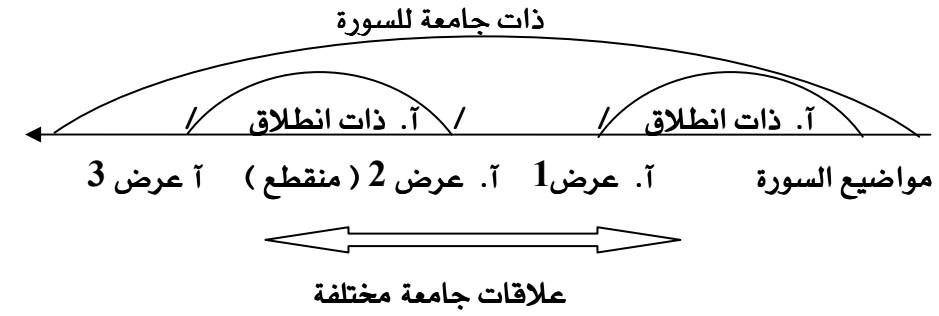 ذات جامعة للسورة
آ. ذات انطلاق / آ. ذات انطلاق /
مواضيع السورة آ. عرض1 آ. عرض 2 ( منقطع ) آ عرض 3
علاقات جامعة مختلفة